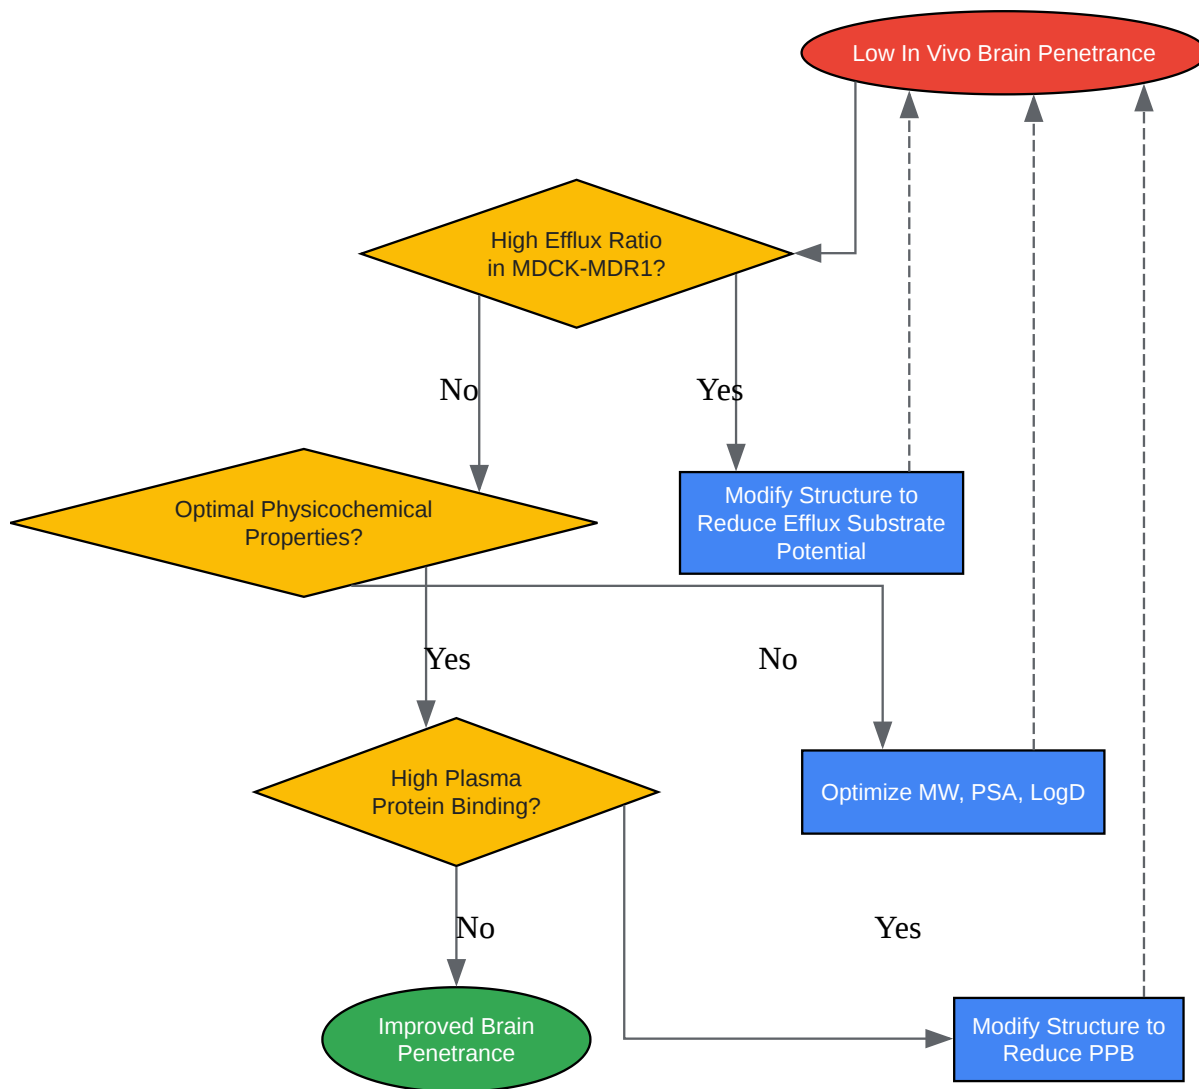 Low In Vivo Brain Penetrance
High Efflux Ratio
in MDCK-MDR1?
No
Yes
Optimal Physicochemical
Properties?
Modify Structure to
Reduce Efflux Substrate
Potential
Yes
No
High Plasma
Protein Binding?
Optimize MW, PSA, LogD
No
Yes
Improved Brain
Penetrance
Modify Structure to
Reduce PPB